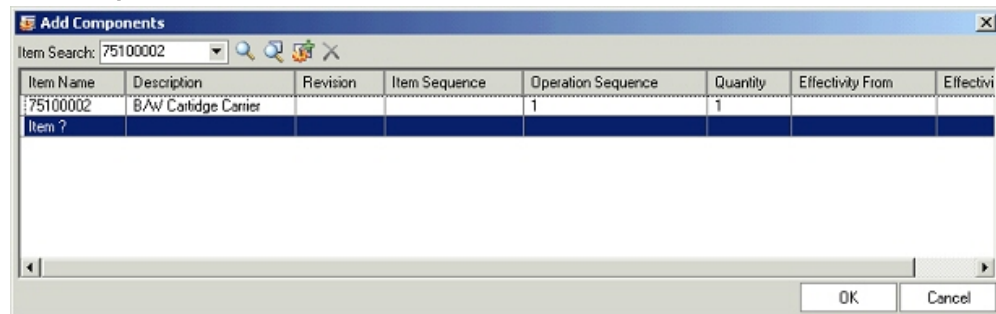 Add Components
Item Search: 75100002
Item Name Description Revision Item Sequence Operation Sequence Quantity Effectivity From Effectivi
75100002 B/W Cartidge Carrier 1 1
Item ?
OK Cancel